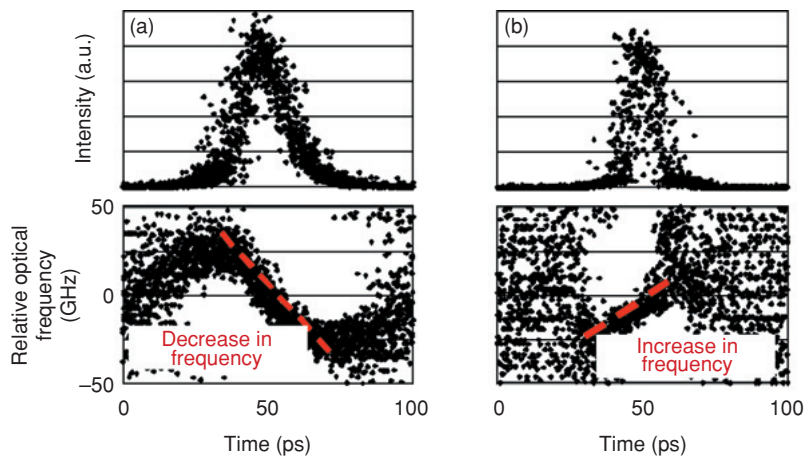 (a)
(b)
Intensity (a.u.)
Relative optical
frequency
(GHz)
50
0
−50
Decrease in
frequency
Increase in
frequency
0
50
100
0
50
100
Time (ps)
Time (ps)